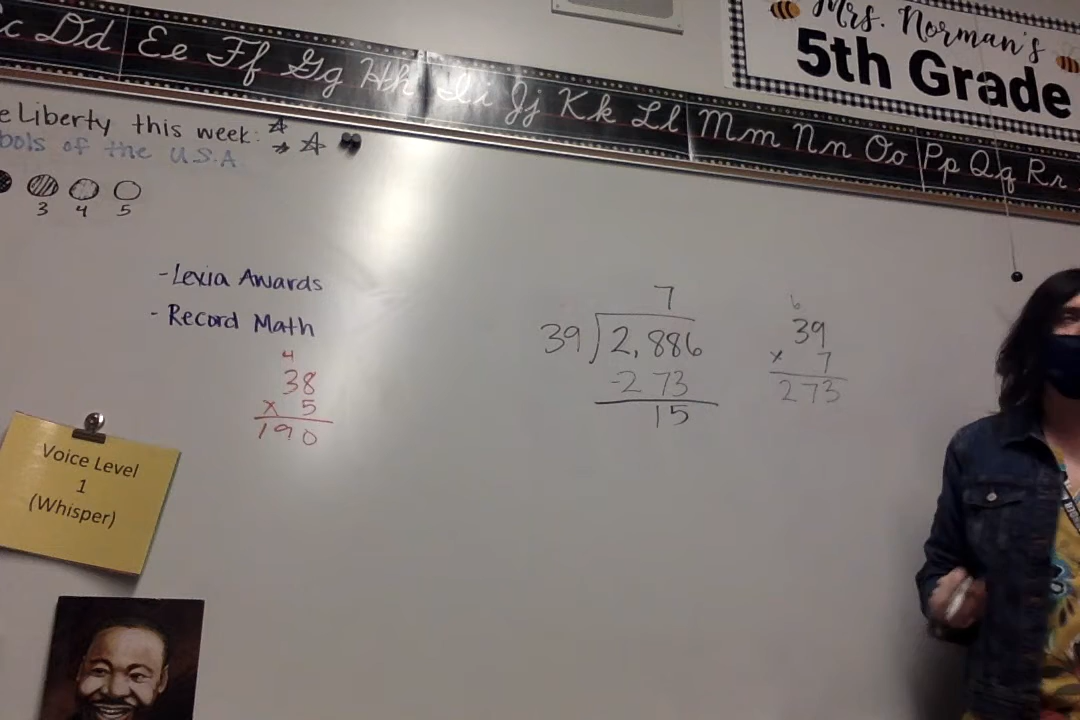 Dd Ee Ff Gg Hh Ii Jj Kk Ll Mm Nn Oo Pp Qq Rr
Mrs. Norman's
5th Grade
Liberty this week:
of the U.S.A
3 4 5
- Lexia Awards
- Record Math
4
38
x 5
190
7
39 2,886
-273
15
6
39
x 7
273
Voice Level
1
(Whisper)